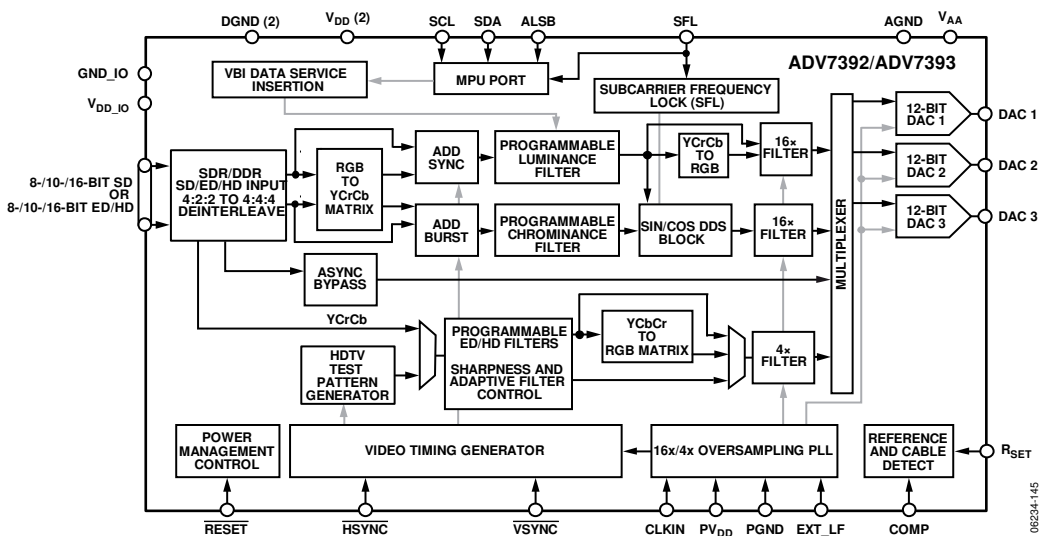 DGND (2)
VDD (2)
SCL
SDA
ALSB
SFL
AGND
VAA
GND_IO
VDD_IO
ADV7392/ADV7393
VBI DATA SERVICE
INSERTION
MPU PORT
SUBCARRIER FREQUENCY
LOCK (SFL)
8-/10-/16-BIT SD
OR
8-/10-/16-BIT ED/HD
SDR/DDR
SD/ED/HD INPUT
4:2:2 TO 4:4:4
DEINTERLEAVE
RGB
TO
YCrCb
MATRIX
ADD
SYNC
PROGRAMMABLE
LUMINANCE
FILTER
YCrCb
TO
RGB
16×
FILTER
12-BIT
DAC 1
DAC 1
ADD
BURST
PROGRAMMABLE
CHROMINANCE
FILTER
SIN/COS DDS
BLOCK
16×
FILTER
MULTIPLEXER
12-BIT
DAC 2
DAC 2
12-BIT
DAC 3
DAC 3
ASYNC
BYPASS
YCrCb
HDTV
TEST
PATTERN
GENERATOR
PROGRAMMABLE
ED/HD FILTERS
SHARPNESS AND
ADAPTIVE FILTER
CONTROL
YCbCr
TO
RGB MATRIX
4×
FILTER
POWER
MANAGEMENT
CONTROL
VIDEO TIMING GENERATOR
16x/4x OVERSAMPLING PLL
REFERENCE
AND CABLE
DETECT
RSET
RESET
HSYNC
VSYNC
CLKIN
PVDD
PGND
EXT_LF
COMP
06234-145